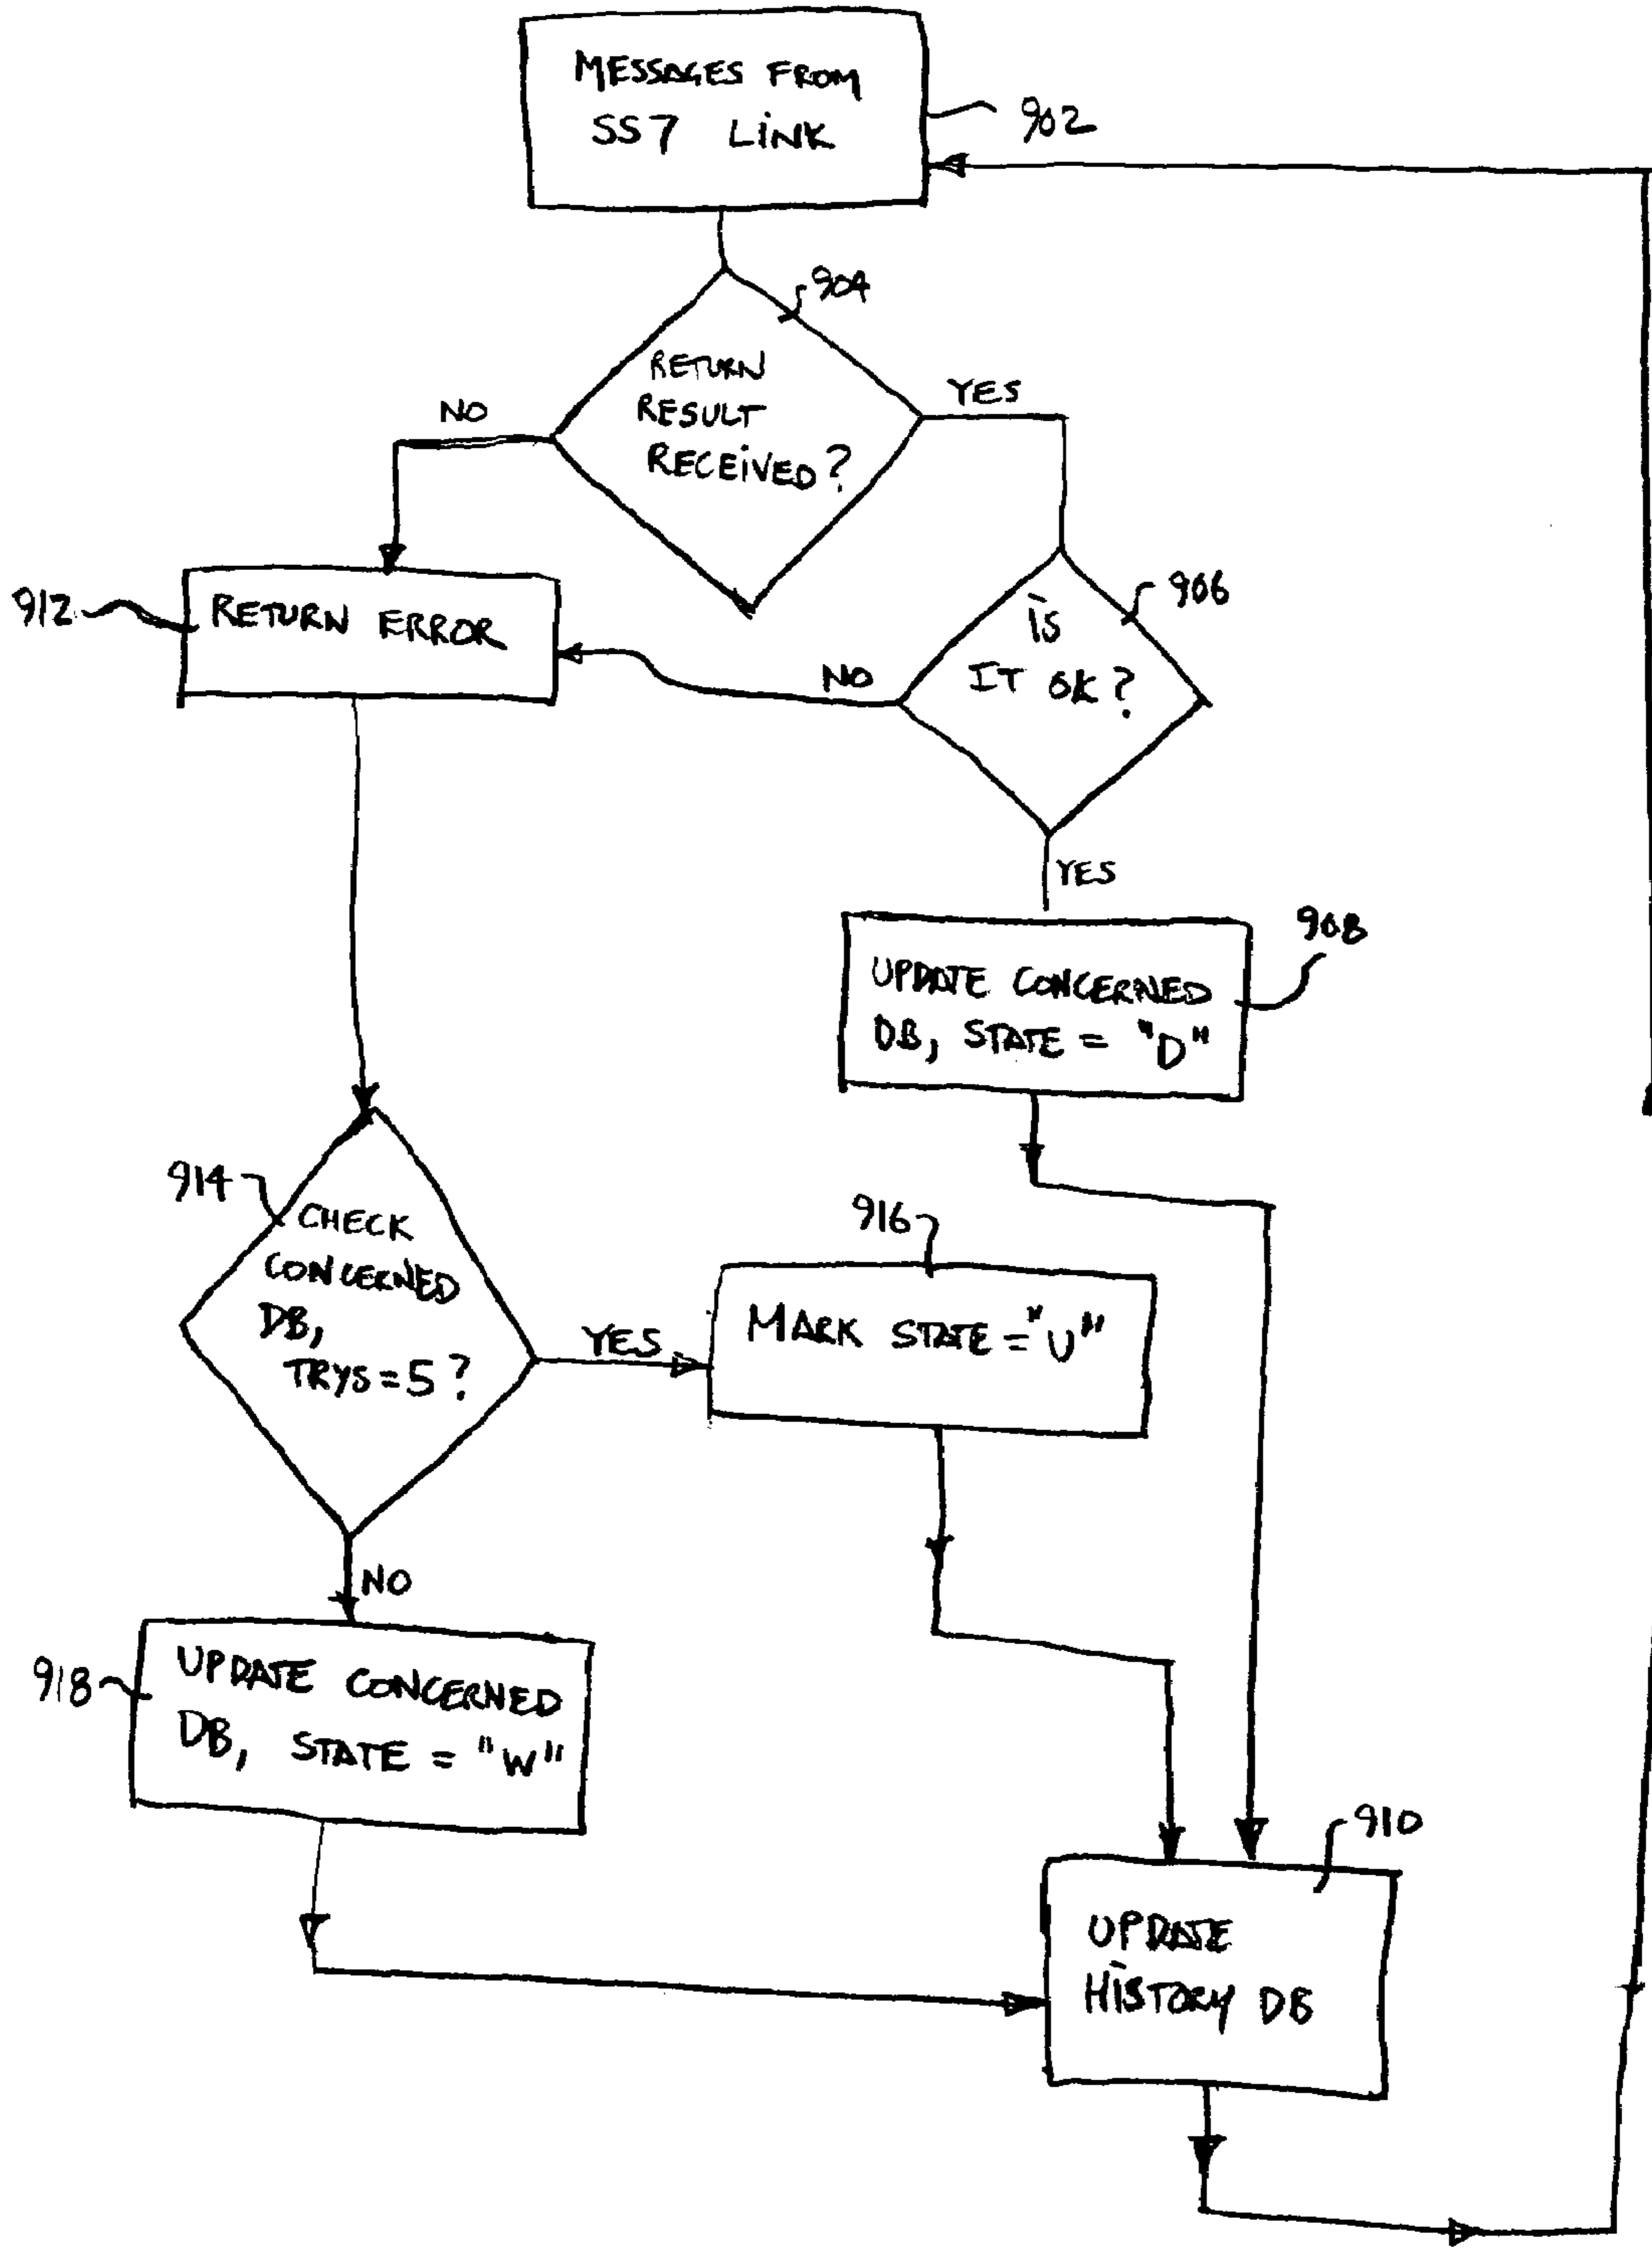 MESSAGES FROM
SS7 LINK
902
904
RETURN
RESULT
RECEIVED?
NO
YES
906
IS
IT OK?
912
RETURN ERROR
NO
YES
908
UPDATE CONCERNED
DB, STATE = "D"
914
CHECK
CONCERNED
DB,
TRYS=5?
YES
916
MARK STATE ="U"
NO
918
UPDATE CONCERNED
DB, STATE = "W"
910
UPDATE
HISTORY DB